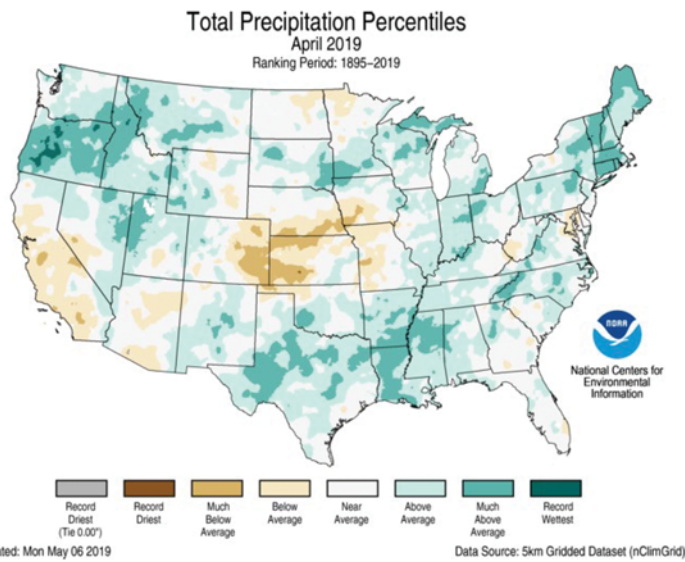 Total Precipitation Percentiles
April 2019
Ranking Period: 1895–2019
NOAA
National Centers for
Environmental
Information
Record
Driest
(Tie 0.00")
Record
Driest
Much
Below
Average
Below
Average
Near
Average
Above
Average
Much
Above
Average
Record
Wettest
ated: Mon May 06 2019
Data Source: 5km Gridded Dataset (nClimGrid)